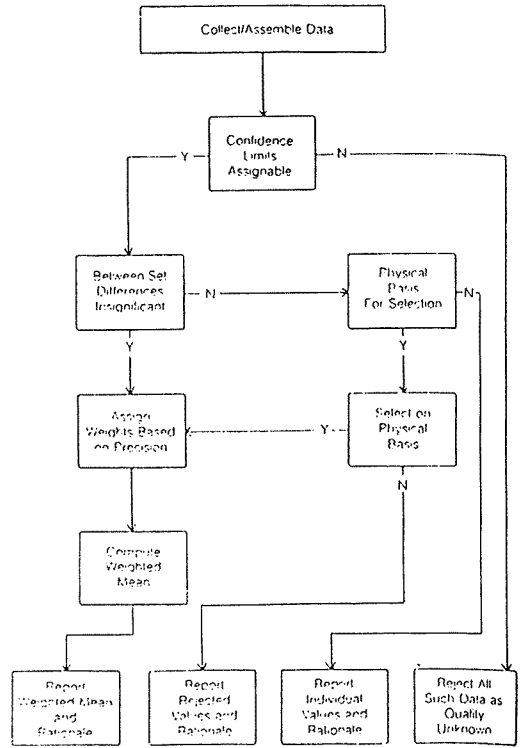 Collect/Assemble Data
Confidence
Limits
Assignable
Y
N
Between Set
Differences
Insignificant
N
Physical
Basis
For Selection
N
Y
Y
Assign
Weights Based
on Precision
Y
Select on
Physical
Basis
N
Compute
Weighted
Mean
Report
Weighted Mean
and
Rationale
Report
Rejected
Values and
Rationale
Report
Individual
Values and
Rationale
Reject All
Such Data as
Quality
Unknown